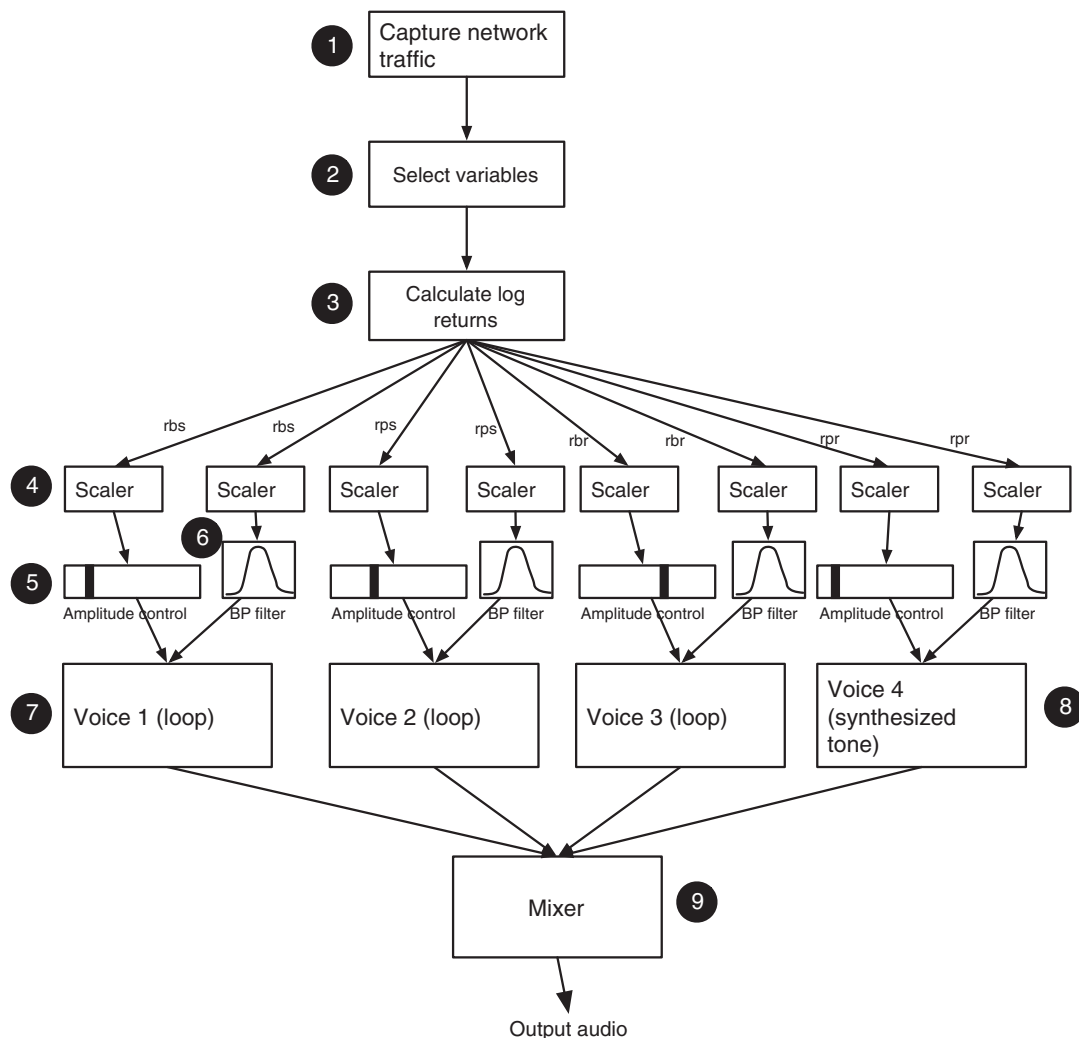 1
Capture network
traffic
2
Select variables
3
Calculate log
returns
rbs
rbs
rps
rps
rbr
rbr
rpr
rpr
4
Scaler
Scaler
Scaler
Scaler
Scaler
Scaler
Scaler
Scaler
6
5
Amplitude control
BP filter
Amplitude control
BP filter
Amplitude control
BP filter
Amplitude control
BP filter
7
Voice 1 (loop)
Voice 2 (loop)
Voice 3 (loop)
Voice 4
(synthesized
tone)
8
Mixer
9
Output audio